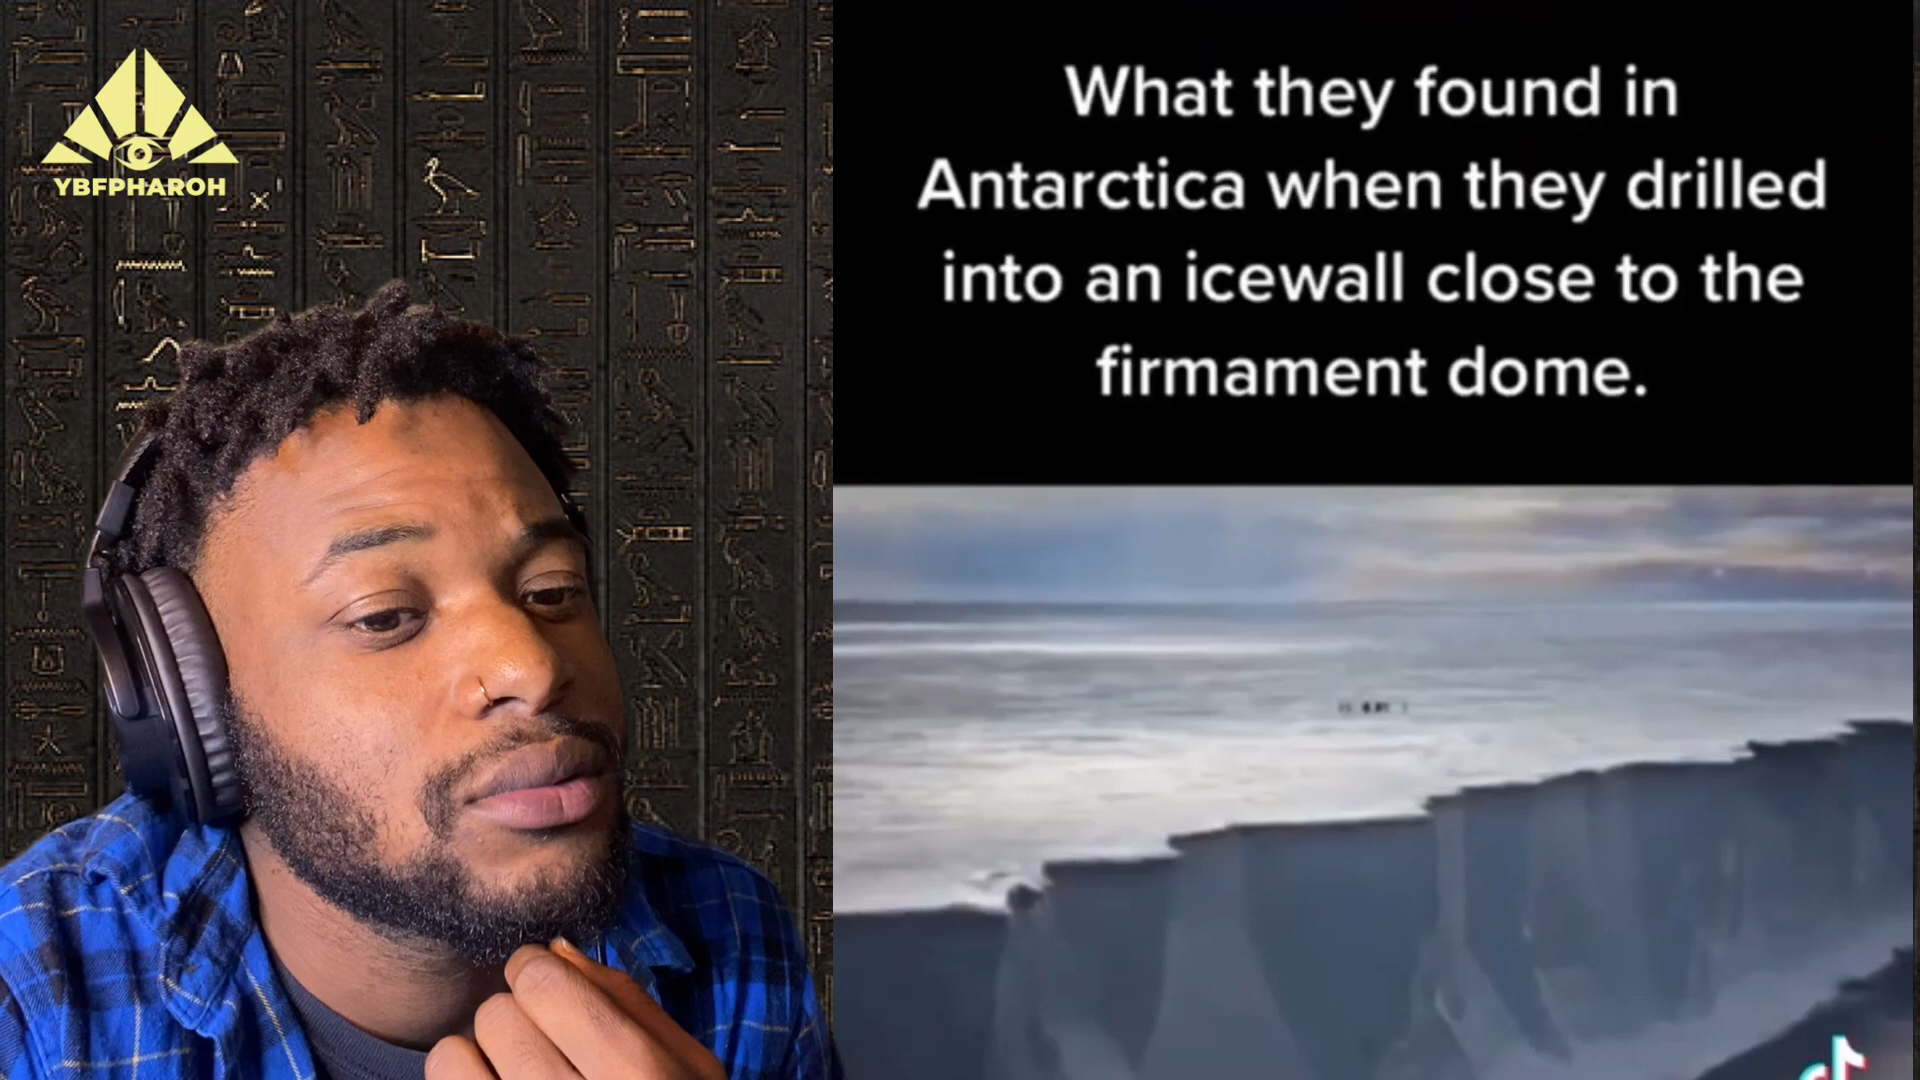 YBFPHAROH
What they found in
Antarctica when they drilled
into an icewall close to the
firmament dome.